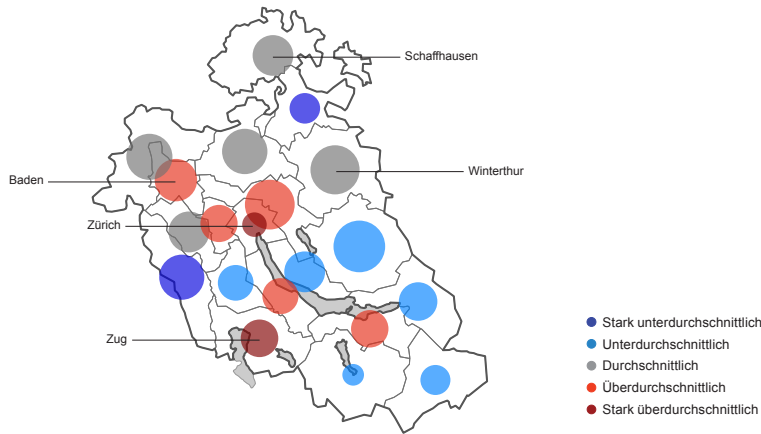 Schaffhausen
Baden
Winterthur
Zürich
Zug
Stark unterdurchschnittlich
Unterdurchschnittlich
Durchschnittlich
Überdurchschnittlich
Stark überdurchschnittlich